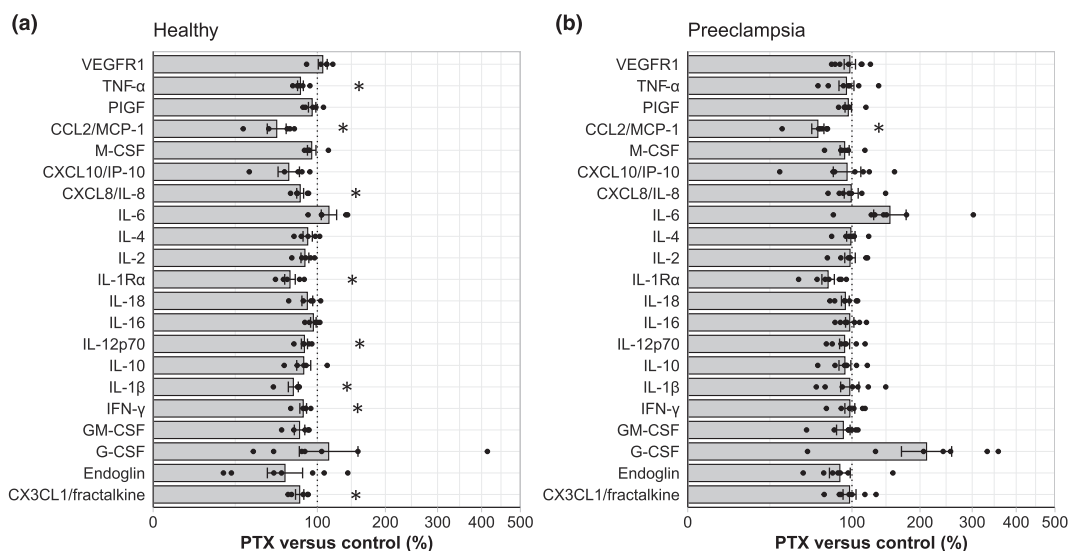 (a) Healthy
VEGFR1
TNF-α
PlGF
CCL2/MCP-1
M-CSF
CXCL10/IP-10
CXCL8/IL-8
IL-6
IL-4
IL-2
IL-1Rα
IL-18
IL-16
IL-12p70
IL-10
IL-1β
IFN-γ
GM-CSF
G-CSF
Endoglin
CX3CL1/fractalkine
*
*
*
*
*
*
*
*
0 100 200 300 400 500
PTX versus control (%)
(b) Preeclampsia
VEGFR1
TNF-α
PlGF
CCL2/MCP-1
M-CSF
CXCL10/IP-10
CXCL8/IL-8
IL-6
IL-4
IL-2
IL-1Rα
IL-18
IL-16
IL-12p70
IL-10
IL-1β
IFN-γ
GM-CSF
G-CSF
Endoglin
CX3CL1/fractalkine
*
0 100 200 300 400 500
PTX versus control (%)